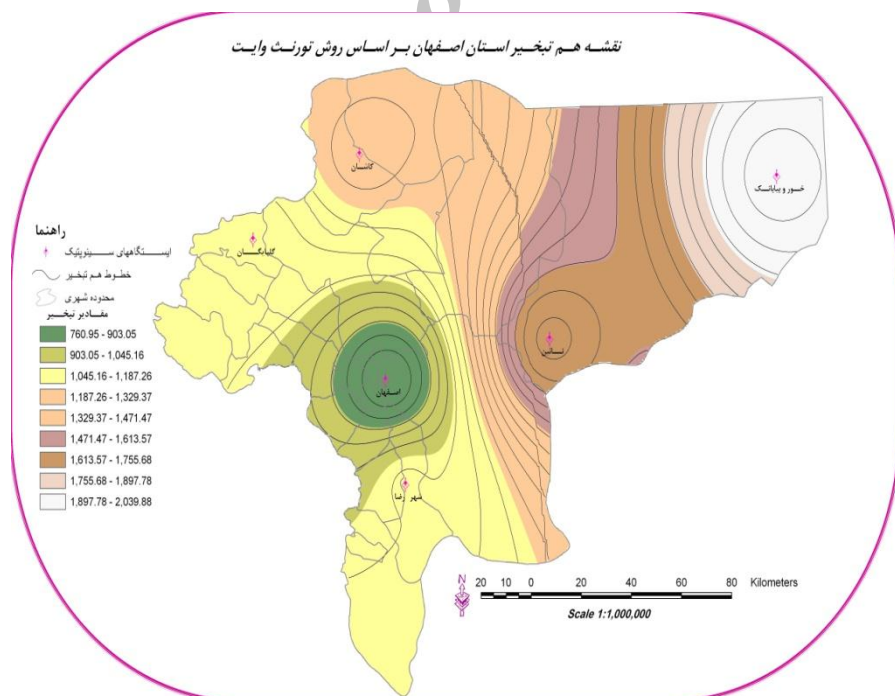 نقشه هم تبخیر استان اصفهان بر اساس روش تورنث وایت
کاشان
خور و بیابانک
گلپایگان
نائین
اصفهان
شهر رضا
راهنما
ایستگاههای سینوپتیک
خطوط هم تبخیر
محدوده شهری
مقادیر تبخیر
760.95 - 903.05
903.05 - 1,045.16
1,045.16 - 1,187.26
1,187.26 - 1,329.37
1,329.37 - 1,471.47
1,471.47 - 1,613.57
1,613.57 - 1,755.68
1,755.68 - 1,897.78
1,897.78 - 2,039.88
N
20 10 0 20 40 60 80 Kilometers
Scale 1:1,000,000